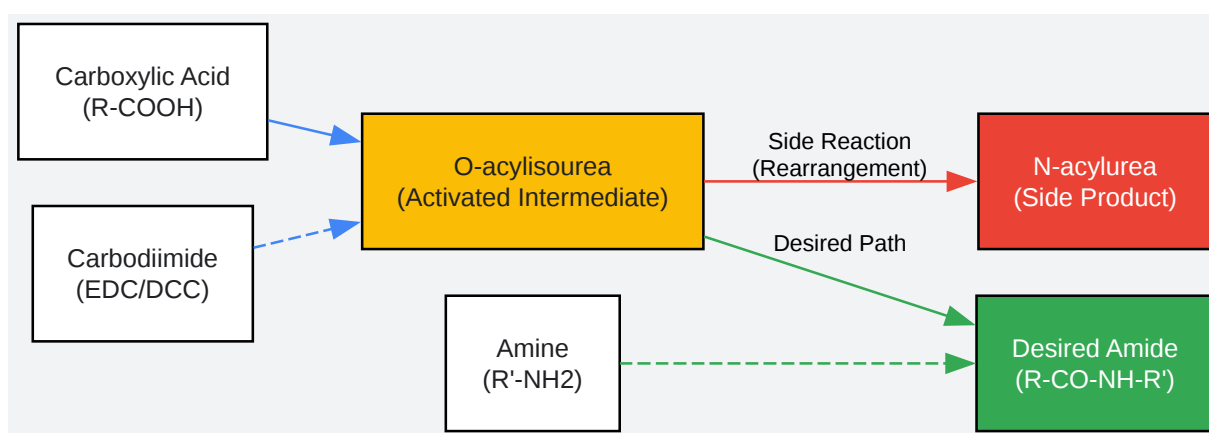 Carboxylic Acid
(R-COOH)
Carbodiimide
(EDC/DCC)
O-acylisourea
(Activated Intermediate)
Side Reaction
(Rearrangement)
N-acylurea
(Side Product)
Desired Path
Amine
(R'-NH2)
Desired Amide
(R-CO-NH-R')